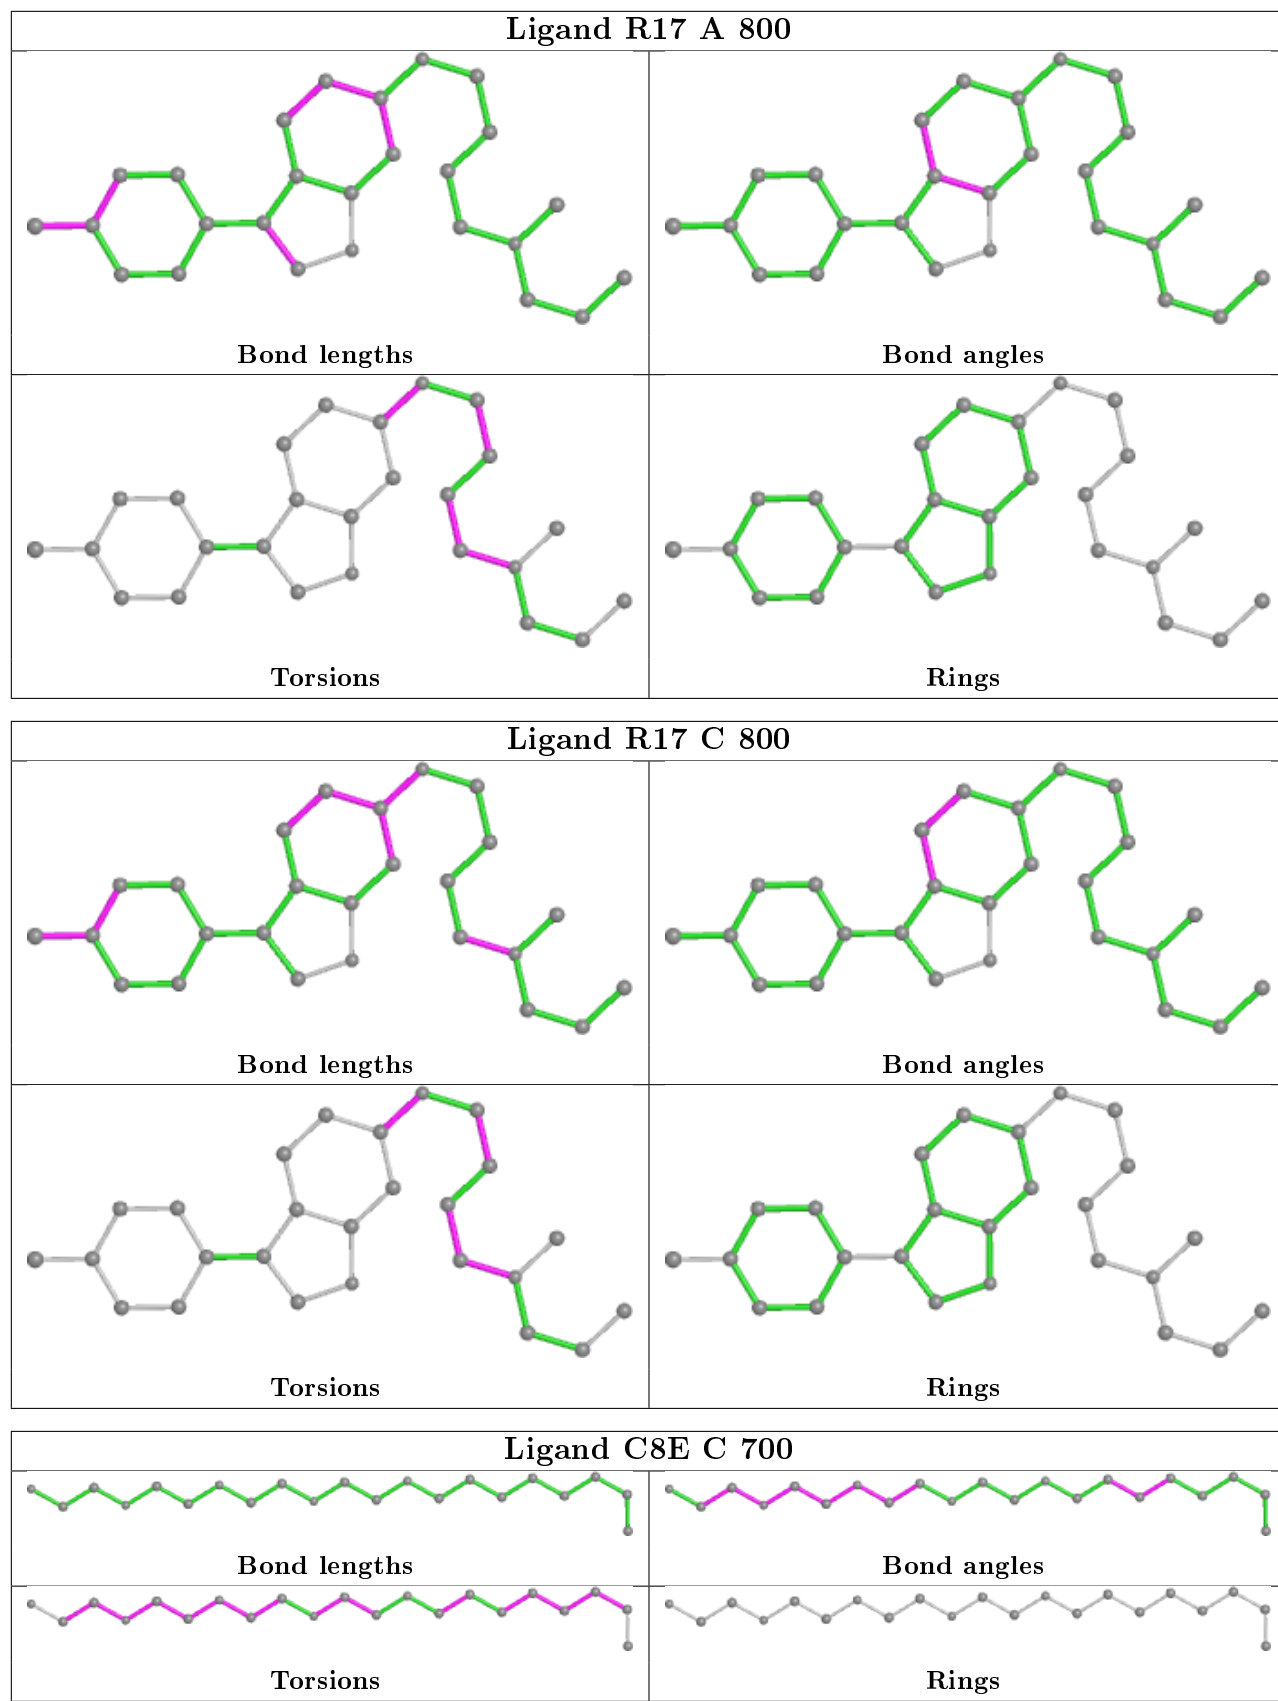 Ligand R17 A 800
Bond lengths
Bond angles
Torsions
Rings
Ligand R17 C 800
Bond lengths
Bond angles
Torsions
Rings
Ligand C8E C 700
Bond lengths
Bond angles
Torsions
Rings